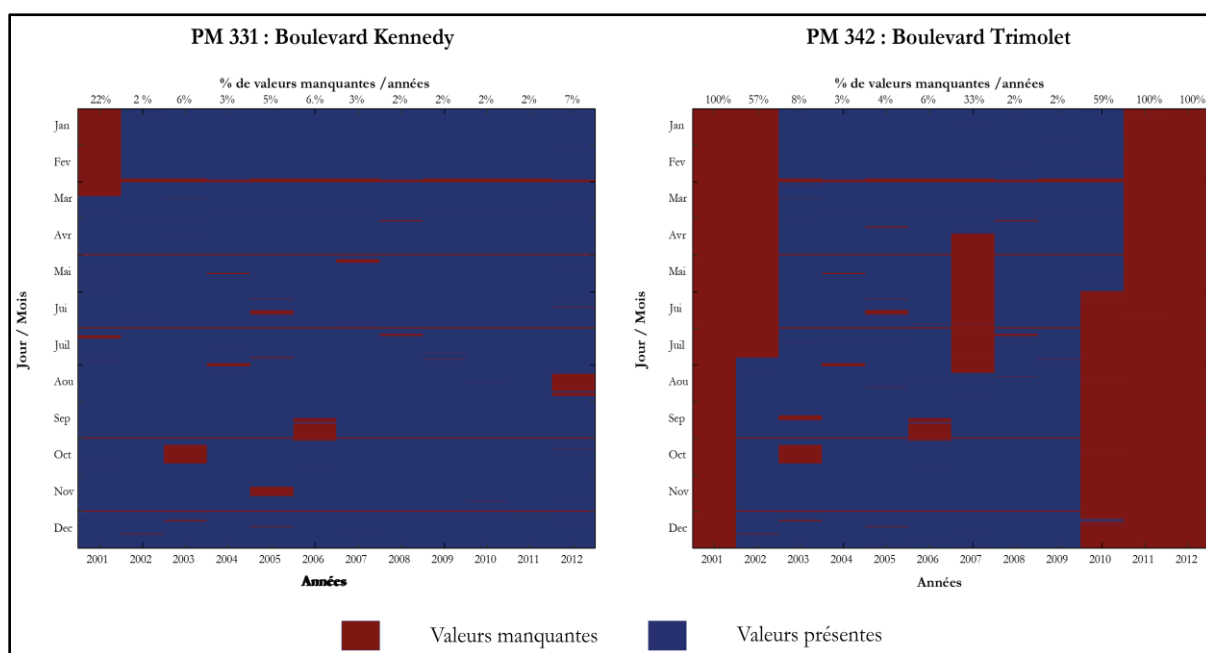 PM 331 : Boulevard Kennedy
% de valeurs manquantes /années
22% 2 % 6% 3% 5% 6% 3% 2% 2% 2% 2% 7%
Jour / Mois
Jan
Fev
Mar
Avr
Mai
Jui
Juil
Aou
Sep
Oct
Nov
Dec
2001 2002 2003 2004 2005 2006 2007 2008 2009 2010 2011 2012
Années
PM 342 : Boulevard Trimolet
% de valeurs manquantes /années
100% 57% 8% 3% 4% 6% 33% 2% 2% 59% 100% 100%
Jour / Mois
Jan
Fev
Mar
Avr
Mai
Jui
Juil
Aou
Sep
Oct
Nov
Dec
2001 2002 2003 2004 2005 2006 2007 2008 2009 2010 2011 2012
Années
Valeurs manquantes
Valeurs présentes